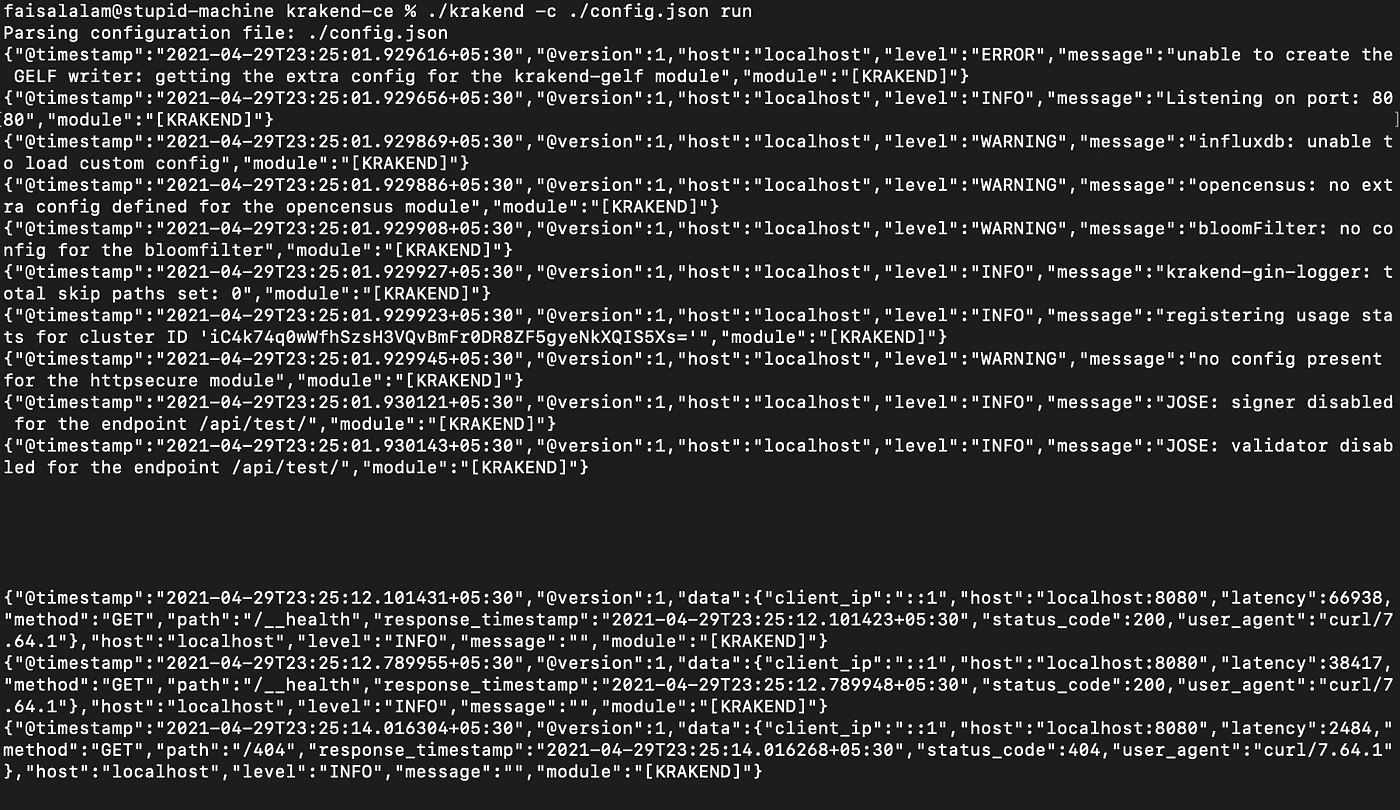 faisalalam@stupid-machine krakend-ce % ./krakend -c ./config.json run
Parsing configuration file: ./config.json
{"@timestamp":"2021-04-29T23:25:01.929616+05:30","@version":1,"host":"localhost","level":"ERROR","message":"unable to create the
 GELF writer: getting the extra config for the krakend-gelf module","module":"[KRAKEND]"}
{"@timestamp":"2021-04-29T23:25:01.929656+05:30","@version":1,"host":"localhost","level":"INFO","message":"Listening on port: 80
80","module":"[KRAKEND]"}
{"@timestamp":"2021-04-29T23:25:01.929869+05:30","@version":1,"host":"localhost","level":"WARNING","message":"influxdb: unable t
o load custom config","module":"[KRAKEND]"}
{"@timestamp":"2021-04-29T23:25:01.929886+05:30","@version":1,"host":"localhost","level":"WARNING","message":"opencensus: no ext
ra config defined for the opencensus module","module":"[KRAKEND]"}
{"@timestamp":"2021-04-29T23:25:01.929908+05:30","@version":1,"host":"localhost","level":"WARNING","message":"bloomFilter: no co
nfig for the bloomfilter","module":"[KRAKEND]"}
{"@timestamp":"2021-04-29T23:25:01.929927+05:30","@version":1,"host":"localhost","level":"INFO","message":"krakend-gin-logger: t
otal skip paths set: 0","module":"[KRAKEND]"}
{"@timestamp":"2021-04-29T23:25:01.929923+05:30","@version":1,"host":"localhost","level":"INFO","message":"registering usage sta
ts for cluster ID 'iC4k74q0wWfhSzsH3VQvBmFr0DR8ZF5gyeNkXQIS5Xs='","module":"[KRAKEND]"}
{"@timestamp":"2021-04-29T23:25:01.929945+05:30","@version":1,"host":"localhost","level":"WARNING","message":"no config present
for the httpsecure module","module":"[KRAKEND]"}
{"@timestamp":"2021-04-29T23:25:01.930121+05:30","@version":1,"host":"localhost","level":"INFO","message":"JOSE: signer disabled
 for the endpoint /api/test/","module":"[KRAKEND]"}
{"@timestamp":"2021-04-29T23:25:01.930143+05:30","@version":1,"host":"localhost","level":"INFO","message":"JOSE: validator disab
led for the endpoint /api/test/","module":"[KRAKEND]"}
{"@timestamp":"2021-04-29T23:25:12.101431+05:30","@version":1,"data":{"client_ip":"::1","host":"localhost:8080","latency":66938,
"method":"GET","path":"/__health","response_timestamp":"2021-04-29T23:25:12.101423+05:30","status_code":200,"user_agent":"curl/7
.64.1"},"host":"localhost","level":"INFO","message":"","module":"[KRAKEND]"}
{"@timestamp":"2021-04-29T23:25:12.789955+05:30","@version":1,"data":{"client_ip":"::1","host":"localhost:8080","latency":38417,
"method":"GET","path":"/__health","response_timestamp":"2021-04-29T23:25:12.789948+05:30","status_code":200,"user_agent":"curl/7
.64.1"},"host":"localhost","level":"INFO","message":"","module":"[KRAKEND]"}
{"@timestamp":"2021-04-29T23:25:14.016304+05:30","@version":1,"data":{"client_ip":"::1","host":"localhost:8080","latency":2484,"
method":"GET","path":"/404","response_timestamp":"2021-04-29T23:25:14.016268+05:30","status_code":404,"user_agent":"curl/7.64.1"
},"host":"localhost","level":"INFO","message":"","module":"[KRAKEND]"}